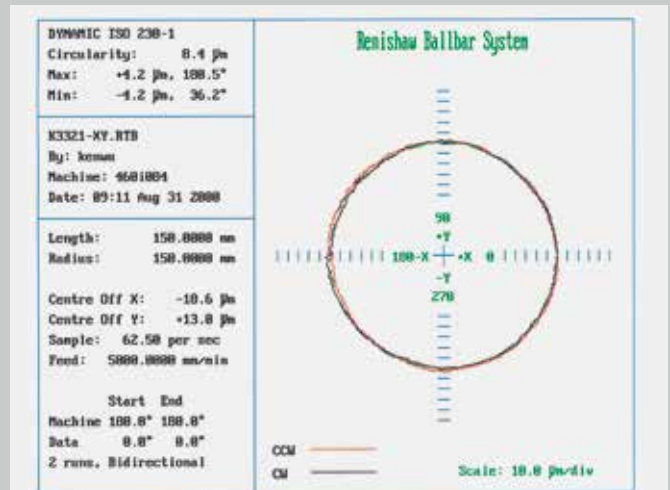 DYNAMIC ISO 230-1
Circularity: 8.4 µm
Max: +4.2 µm, 180.5°
Min: -4.2 µm, 36.2°
K3321-XY.RTB
By:
Machine: 460i004
Date: 09:11 Aug 31 2000
Length: 150.0000 mm
Radius: 150.0000 mm
Centre Off X: -10.6 µm
Centre Off Y: +13.0 µm
Sample: 62.50 per sec
Feed: 5000.0000 mm/min
Start End
Machine 180.0° 180.0°
Data 0.0° 0.0°
2 runs, Bidirectional
Renishaw Ballbar System
90
+Y
180-X +X 0
-Y
270
CCW
CW
Scale: 10.0 µm/div